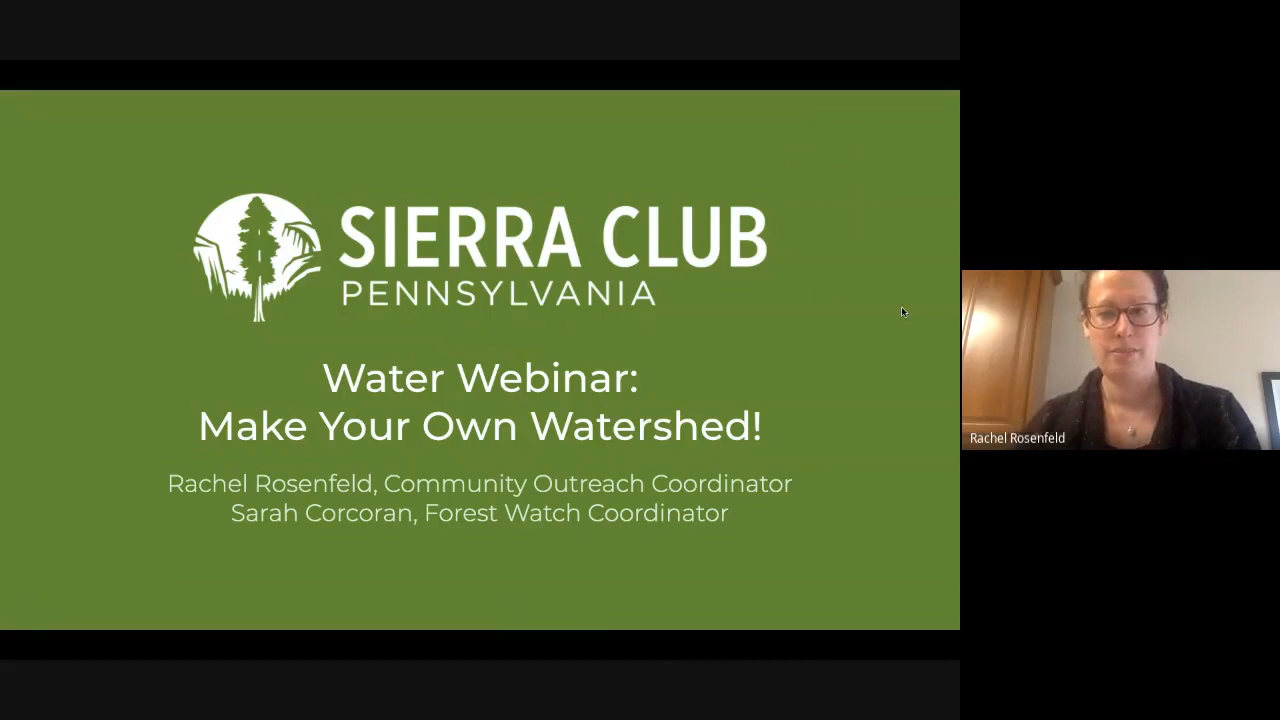 SIERRA CLUB
PENNSYLVANIA
Water Webinar:
Make Your Own Watershed!
Rachel Rosenfeld, Community Outreach Coordinator
Sarah Corcoran, Forest Watch Coordinator
Rachel Rosenfeld